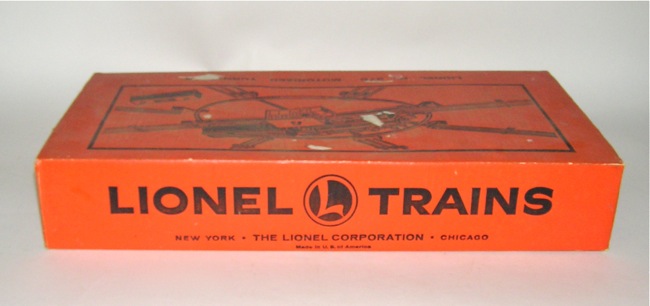 LIONEL L TRAINS
NEW YORK • THE LIONEL CORPORATION • CHICAGO
Made in U. S. of America